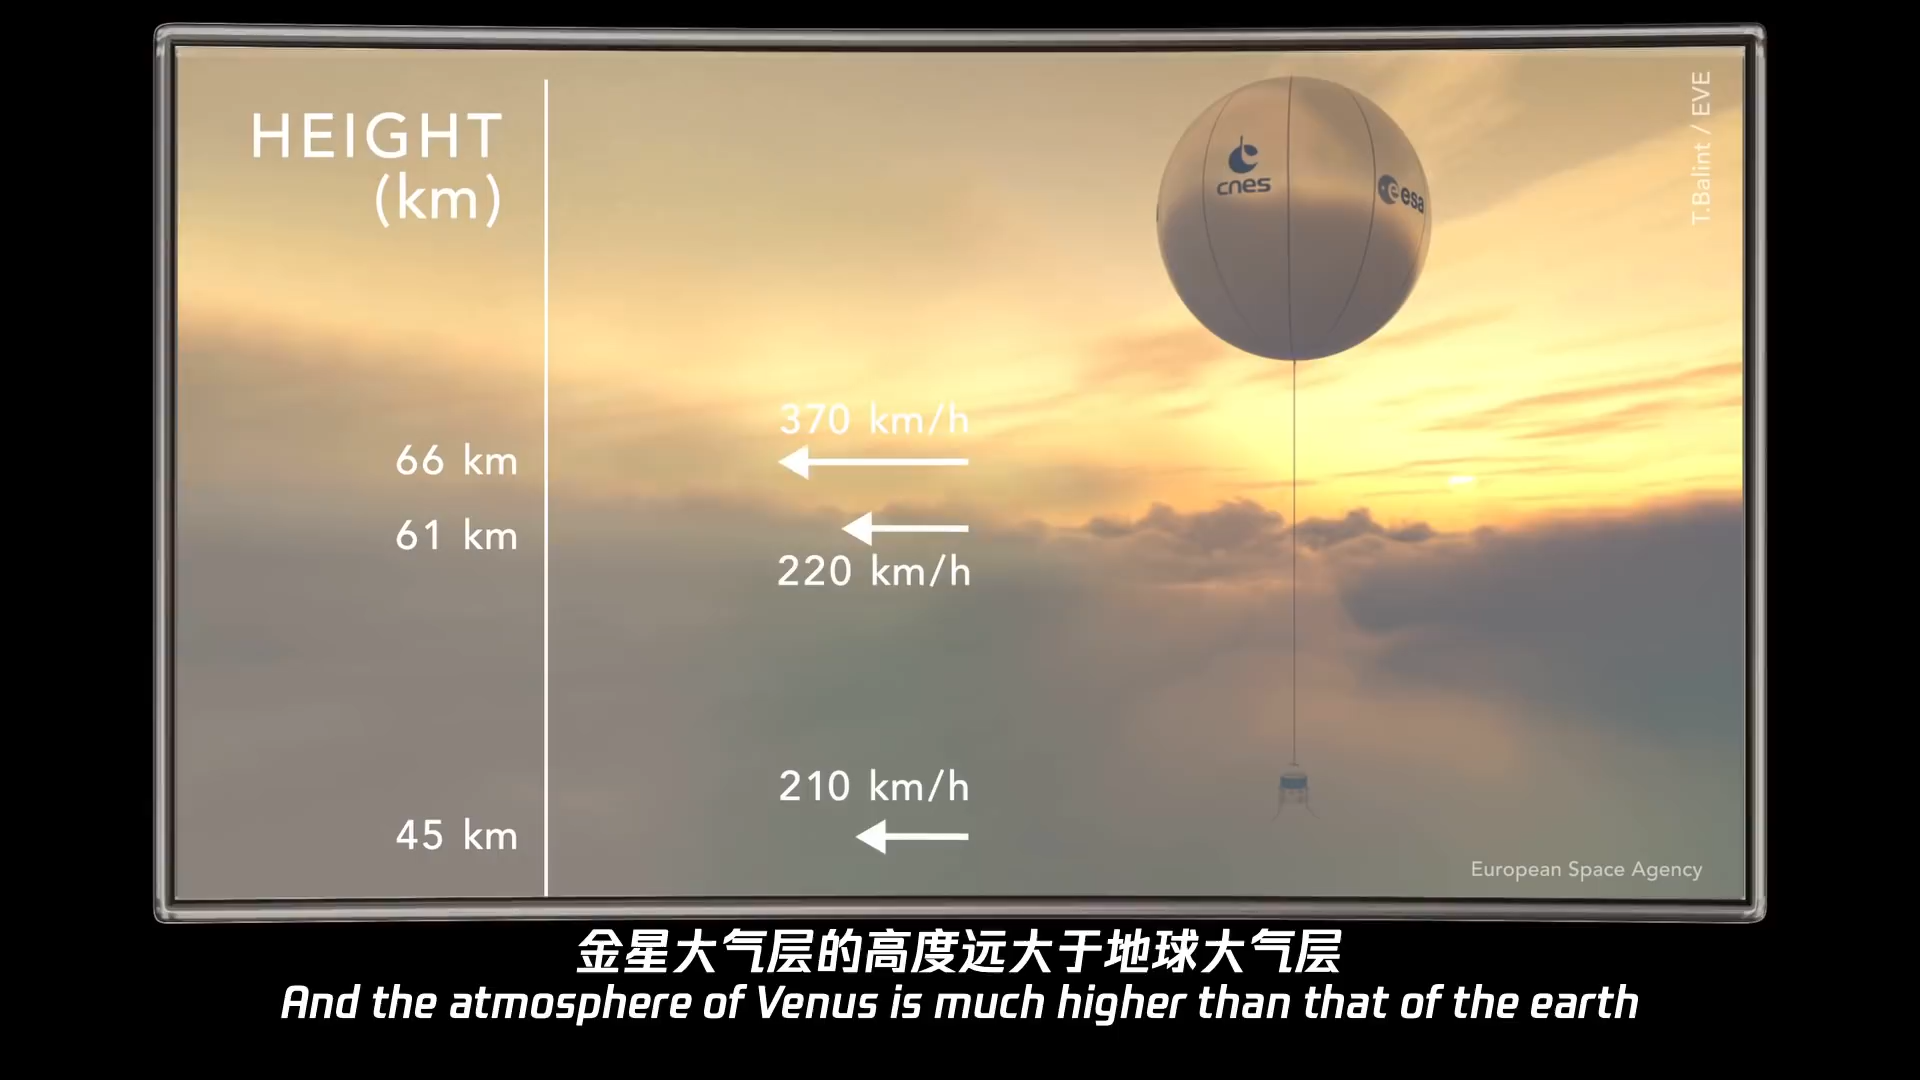 HEIGHT
(km)
cnes
esa
T.Balint / EVE
370 km/h
66 km
61 km
220 km/h
210 km/h
45 km
European Space Agency
金星大气层的高度远大于地球大气层
And the atmosphere of Venus is much higher than that of the earth